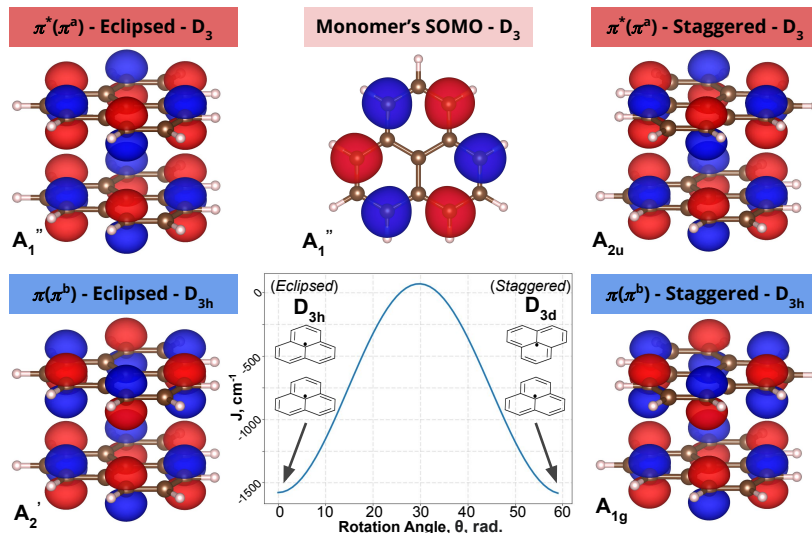 π*(πᵃ) - Eclipsed - D₃
Monomer's SOMO - D₃
π*(πᵃ) - Staggered - D₃
A₁"
A₁"
A₂ᵤ
π(πᵇ) - Eclipsed - D₃ₕ
π(πᵇ) - Staggered - D₃ₕ
(Eclipsed)
D₃ₕ
(Staggered)
D₃d
J, cm⁻¹
0
-500
-1000
-1500
0 10 20 30 40 50 60
Rotation Angle, θ, rad.
A₂'
A₁g